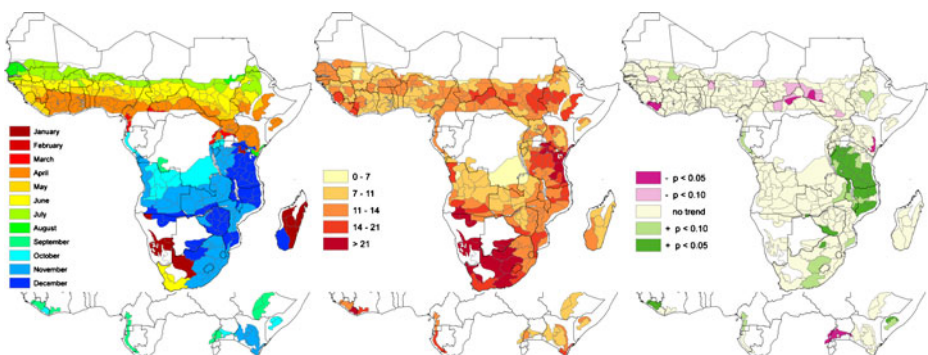 January
February
March
April
May
June
July
August
September
October
November
December
0 - 7
7 - 11
11 - 14
14 - 21
> 21
- p < 0.05
- p < 0.10
no trend
+ p < 0.10
+ p < 0.05